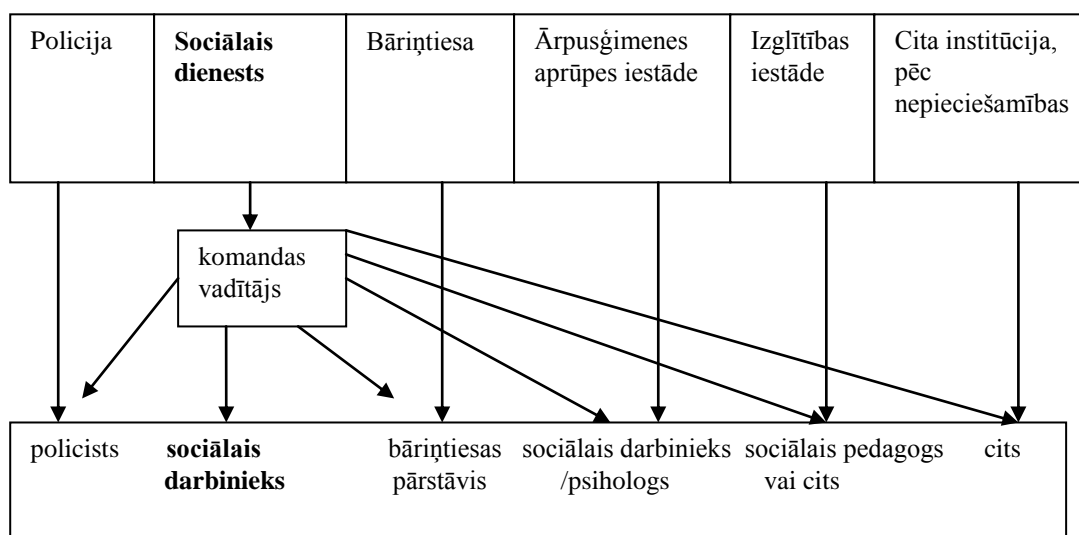 Policija
Sociālais
dienests
Bāriņtiesa
Ārpusģimenes
aprūpes iestāde
Izglītības
iestāde
Cita institūcija,
pēc
nepieciešamības
komandas
vadītājs
policists
sociālais
darbinieks
bāriņtiesas
pārstāvis
sociālais darbinieks
/psihologs
sociālais pedagogs
vai cits
cits